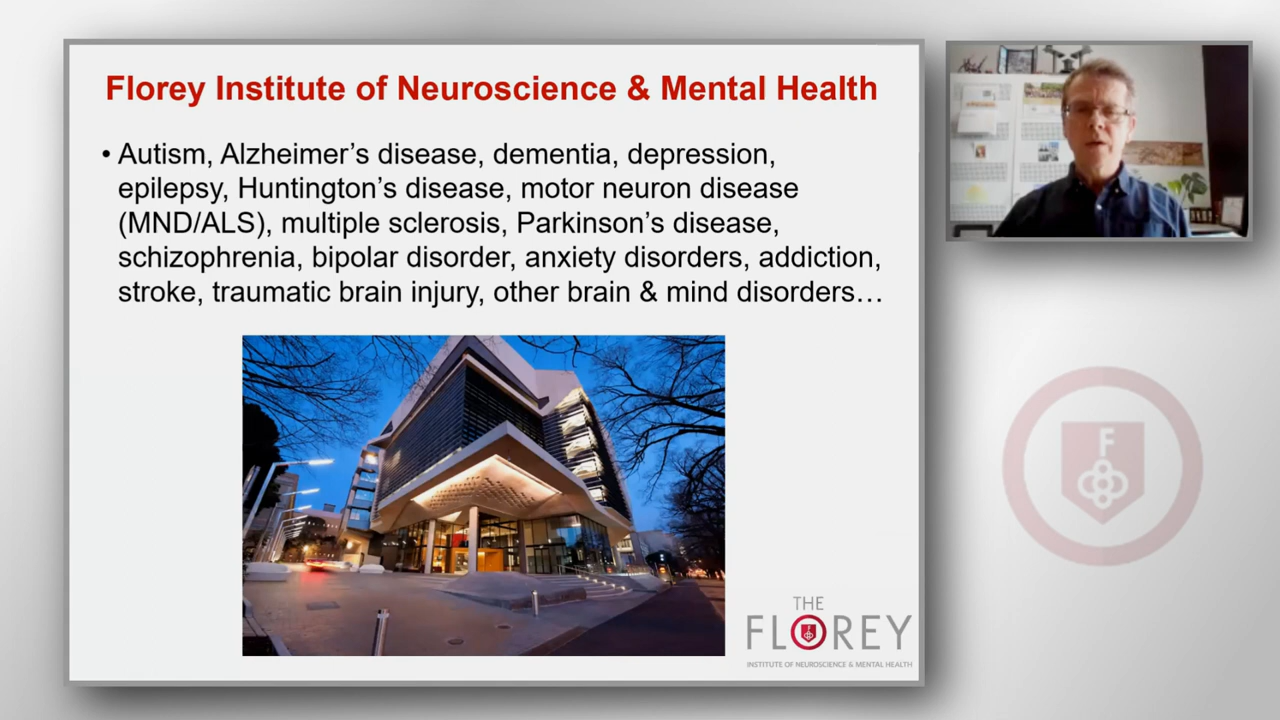 Florey Institute of Neuroscience & Mental Health
• Autism, Alzheimer’s disease, dementia, depression,
epilepsy, Huntington’s disease, motor neuron disease
(MND/ALS), multiple sclerosis, Parkinson’s disease,
schizophrenia, bipolar disorder, anxiety disorders, addiction,
stroke, traumatic brain injury, other brain & mind disorders…
THE
FLOREY
INSTITUTE OF NEUROSCIENCE & MENTAL HEALTH
F